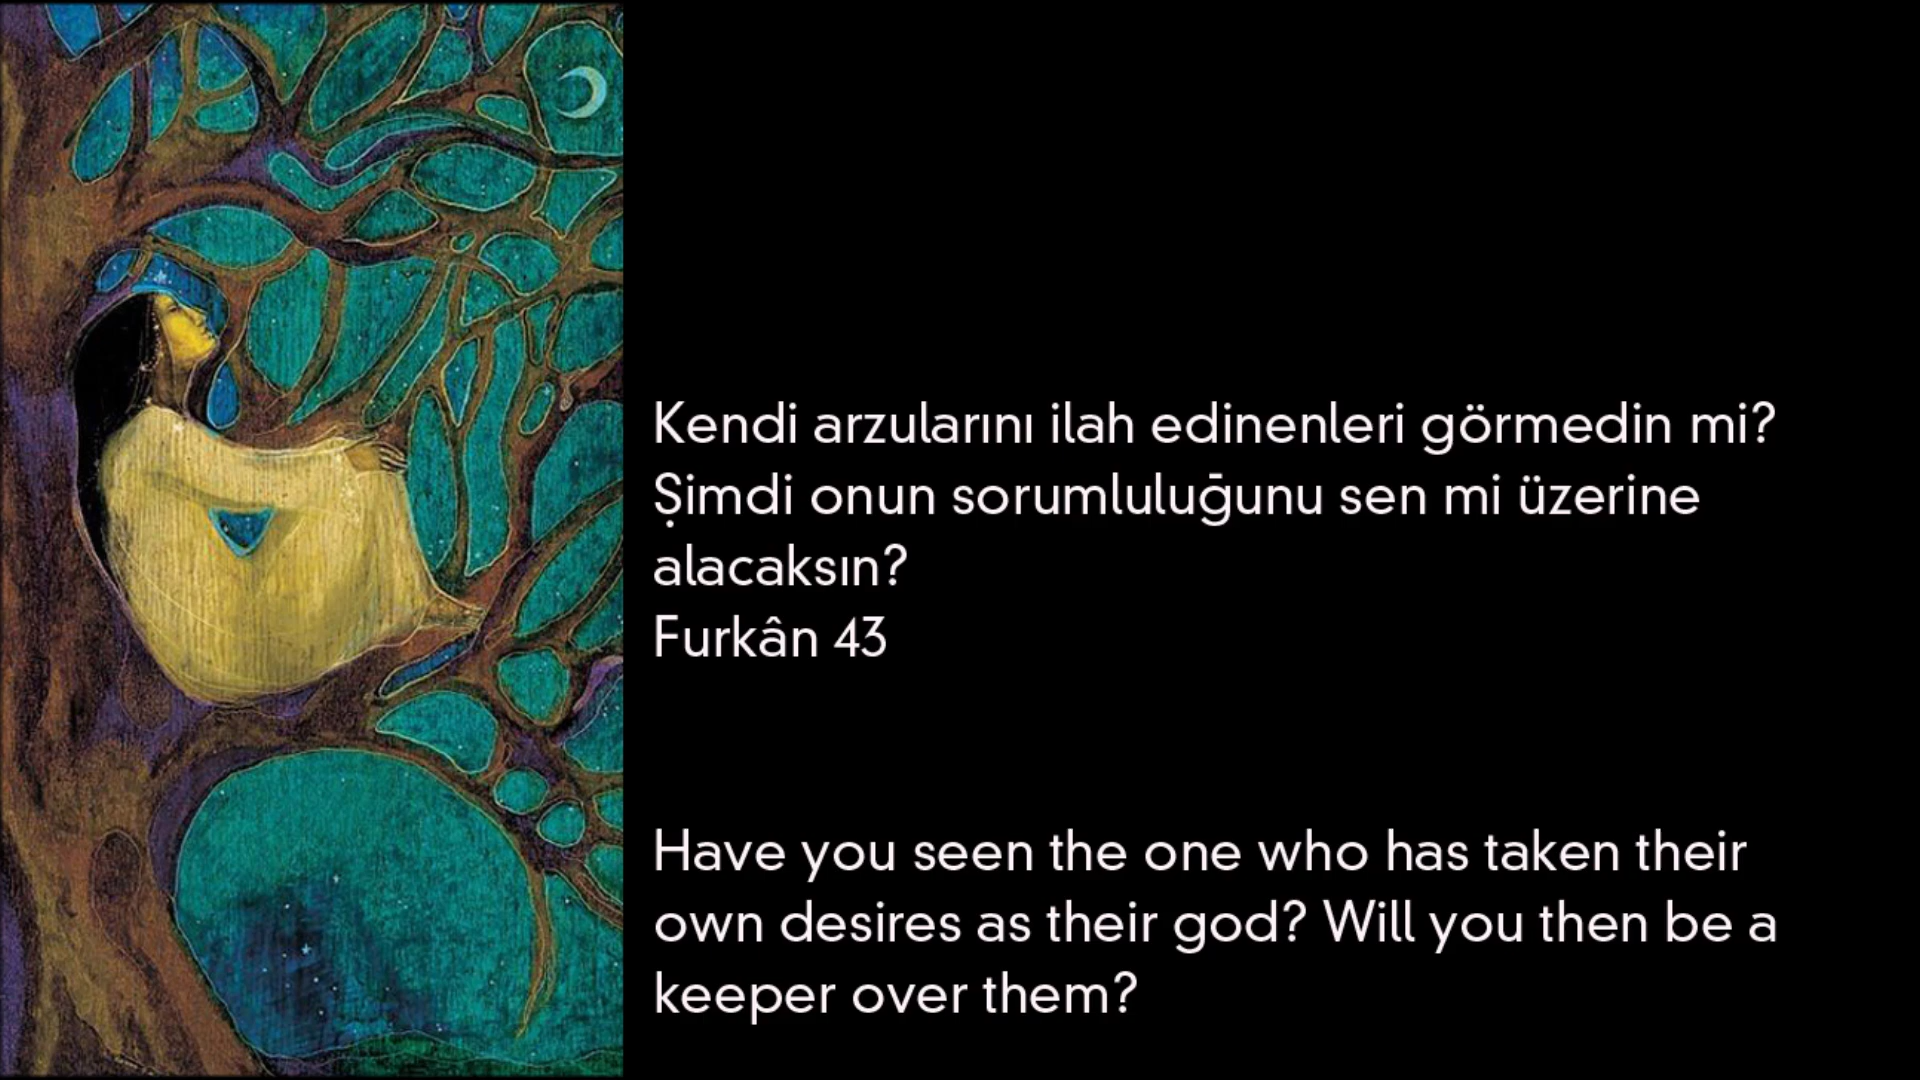 Kendi arzularını ilah edinenleri görmedin mi?
Şimdi onun sorumluluğunu sen mi üzerine
alacaksın?
Furkân 43
Have you seen the one who has taken their
own desires as their god? Will you then be a
keeper over them?